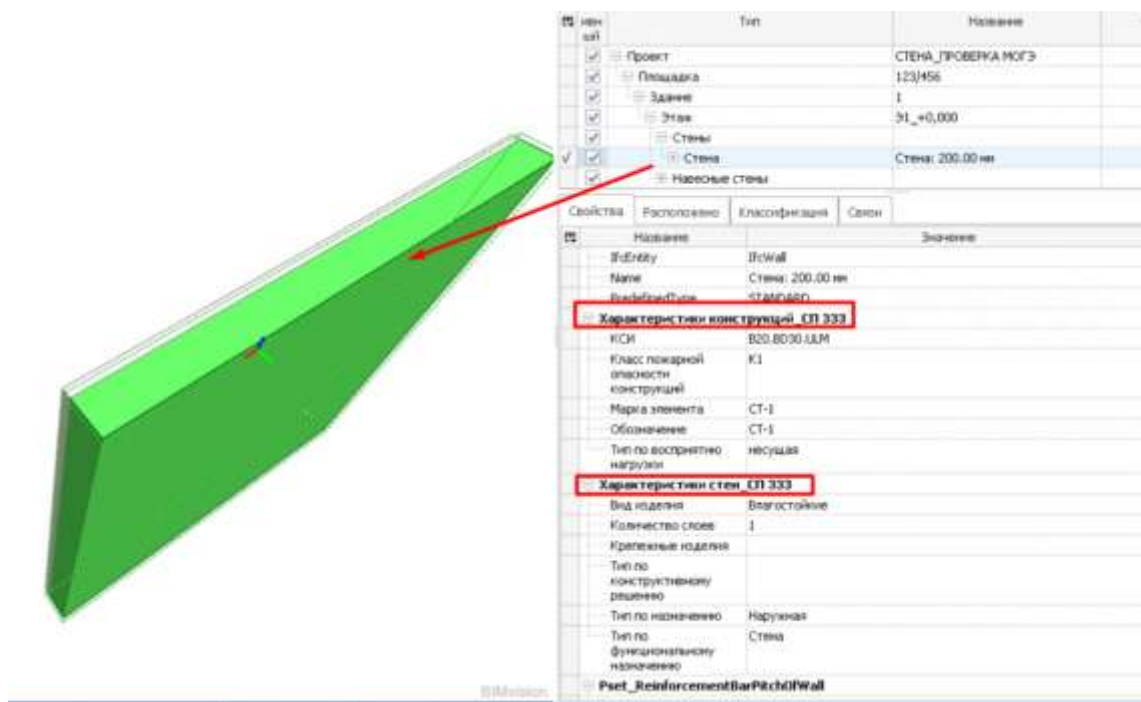 Тип Название
Проект СТЕНА_ПРОВЕРКА МОГЭ
Площадка 123/456
Здание 1
Этаж Э1_+0,000
Стены
Стена Стена: 200.00 мм
Навесные стены
Свойства Расположено Классификация Связи
Название Значение
IfcEntity IfcWall
Name Стена: 200.00 мм
PredefinedType STANDARD
Характеристики конструкций_СП 333
КСИ B20.BD30.ULM
Класс пожарной К1
опасности
конструкций
Марка элемента СТ-1
Обозначение СТ-1
Тип по восприятию несущая
нагрузки
Характеристики стен_СП 333
Вид изделия Влагостойкие
Количество слоев 1
Крепежные изделия
Тип по
конструктивному
решению
Тип по назначению Наружная
Тип по Стена
функциональному
назначению
Pset_ReinforcementBarPitchOfWall
BIMvision